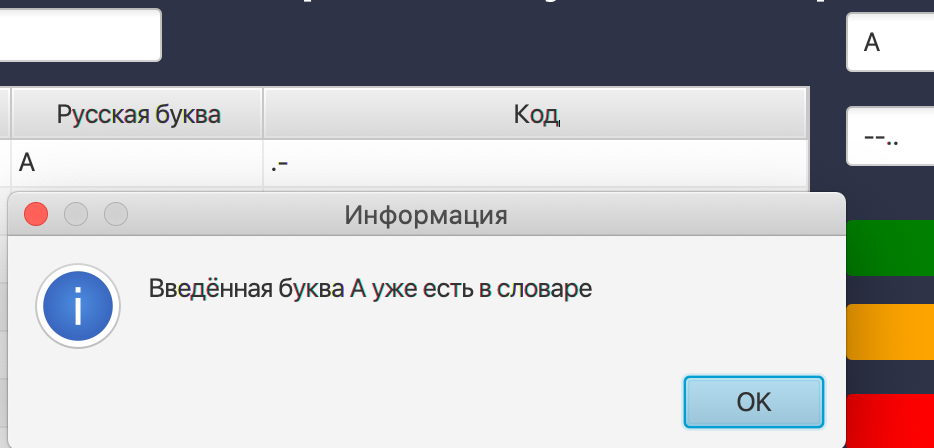 A
Русская буква
Код
--..
А
.-
Информация
Введённая буква А уже есть в словаре
OK